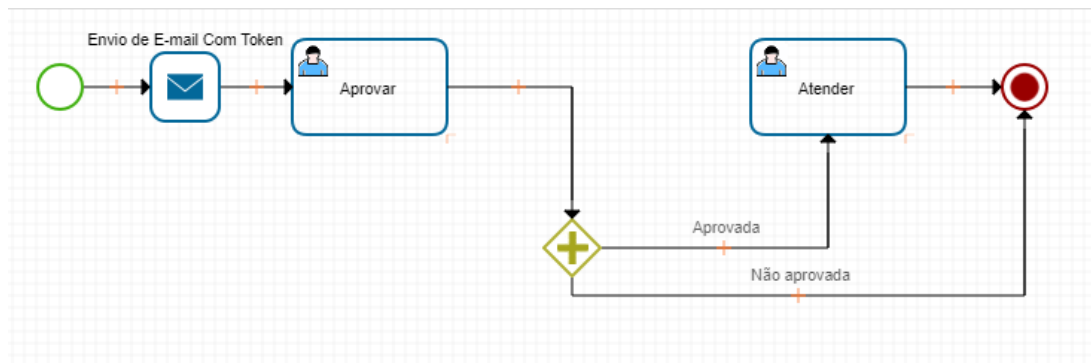 Envio de E-mail Com Token
Aprovar
Atender
Aprovada
Não aprovada